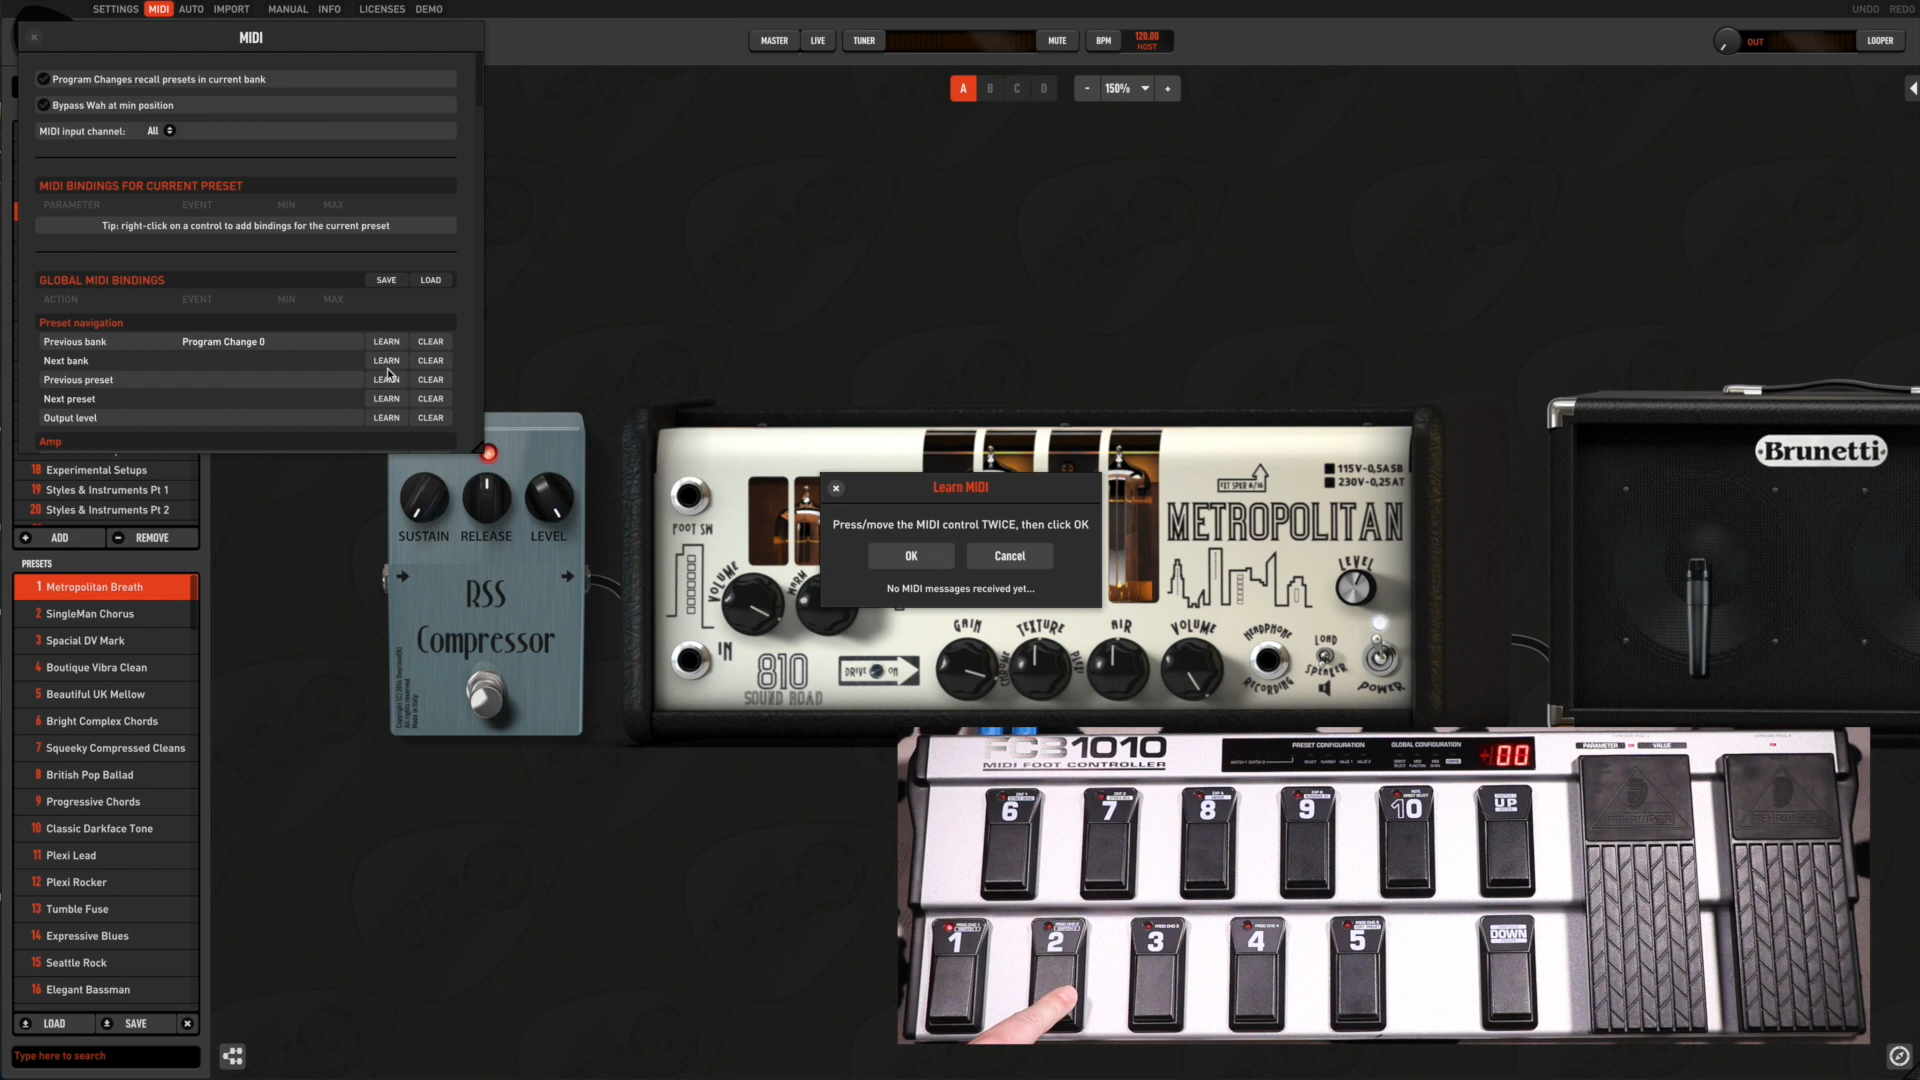 SETTINGS MIDI AUTO IMPORT MANUAL INFO LICENSES DEMO UNDO REDO
MIDI
MASTER LIVE TUNER MUTE BPM 120.00 HOST OUT LOOPER
A B C D - 150% +
Program Changes recall presets in current bank
Bypass Wah at min position
MIDI input channel: All
MIDI BINDINGS FOR CURRENT PRESET
PARAMETER EVENT MIN MAX
Tip: right-click on a control to add bindings for the current preset
GLOBAL MIDI BINDINGS SAVE LOAD
ACTION EVENT MIN MAX
Preset navigation
Previous bank Program Change 0 LEARN CLEAR
Next bank LEARN CLEAR
Previous preset LEARN CLEAR
Next preset LEARN CLEAR
Output level LEARN CLEAR
Amp
18 Experimental Setups
19 Styles & Instruments Pt 1
20 Styles & Instruments Pt 2
+ ADD - REMOVE
PRESETS
1 Metropolitan Breath
2 SingleMan Chorus
3 Spacial DV Mark
4 Boutique Vibra Clean
5 Beautiful UK Mellow
6 Bright Complex Chords
7 Squeeky Compressed Cleans
8 British Pop Ballad
9 Progressive Chords
10 Classic Darkface Tone
11 Plexi Lead
12 Plexi Rocker
13 Tumble Fuse
14 Expressive Blues
15 Seattle Rock
16 Elegant Bassman
LOAD SAVE
Type here to search
SUSTAIN RELEASE LEVEL
RSS
Compressor
Learn MIDI
Press/move the MIDI control TWICE, then click OK
OK Cancel
No MIDI messages received yet...
FOOT SW
VOLUME
EXT SPKR 8/16
115V-0,5A SB
230V-0,25AT
METROPOLITAN
LEVEL
IN
810
SOUND ROAD
DRIVE ON
GAIN TEXTURE AIR VOLUME
HEADPHONE
RECORDING
LOAD
SPEAKER
POWER
Brunetti
FCB1010
MIDI FOOT CONTROLLER
PRESET CONFIGURATION GLOBAL CONFIGURATION
00
PARAMETER VALUE
6 7 8 9 10 UP
BEHRINGER BEHRINGER
1 2 3 4 5 DOWN